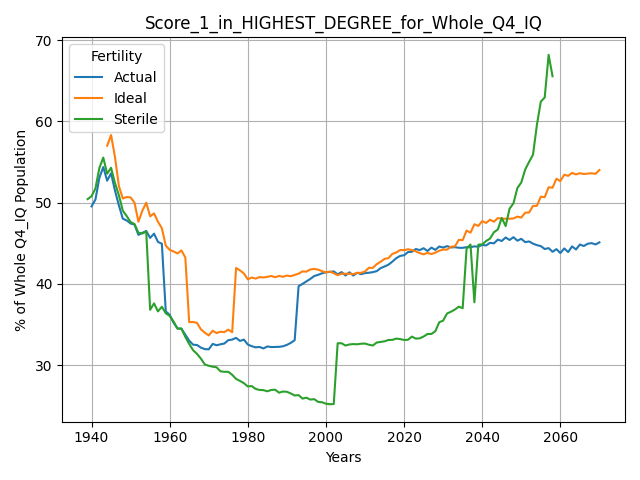 Score_1_in_HIGHEST_DEGREE_for_Whole_Q4_IQ
70
60
50
40
30
% of Whole Q4_IQ Population
Fertility
Actual
Ideal
Sterile
1940 1960 1980 2000 2020 2040 2060
Years